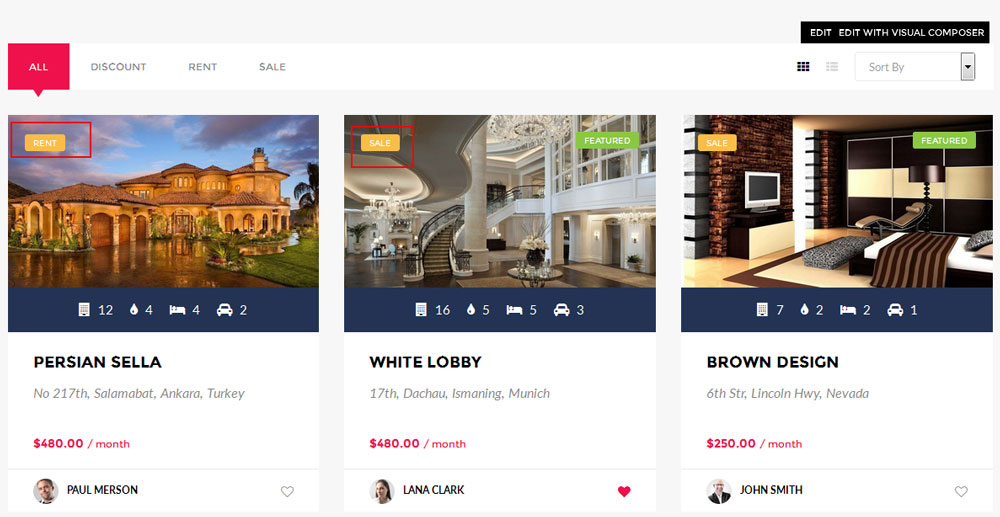 EDIT EDIT WITH VISUAL COMPOSER
ALL DISCOUNT RENT SALE Sort By
RENT
SALE FEATURED
SALE FEATURED
12 4 4 2
16 5 5 3
7 2 2 1
PERSIAN SELLA
No 217th, Salamabat, Ankara, Turkey
$480.00 / month
PAUL MERSON
WHITE LOBBY
17th, Dachau, Ismaning, Munich
$480.00 / month
LANA CLARK
BROWN DESIGN
6th Str, Lincoln Hwy, Nevada
$250.00 / month
JOHN SMITH